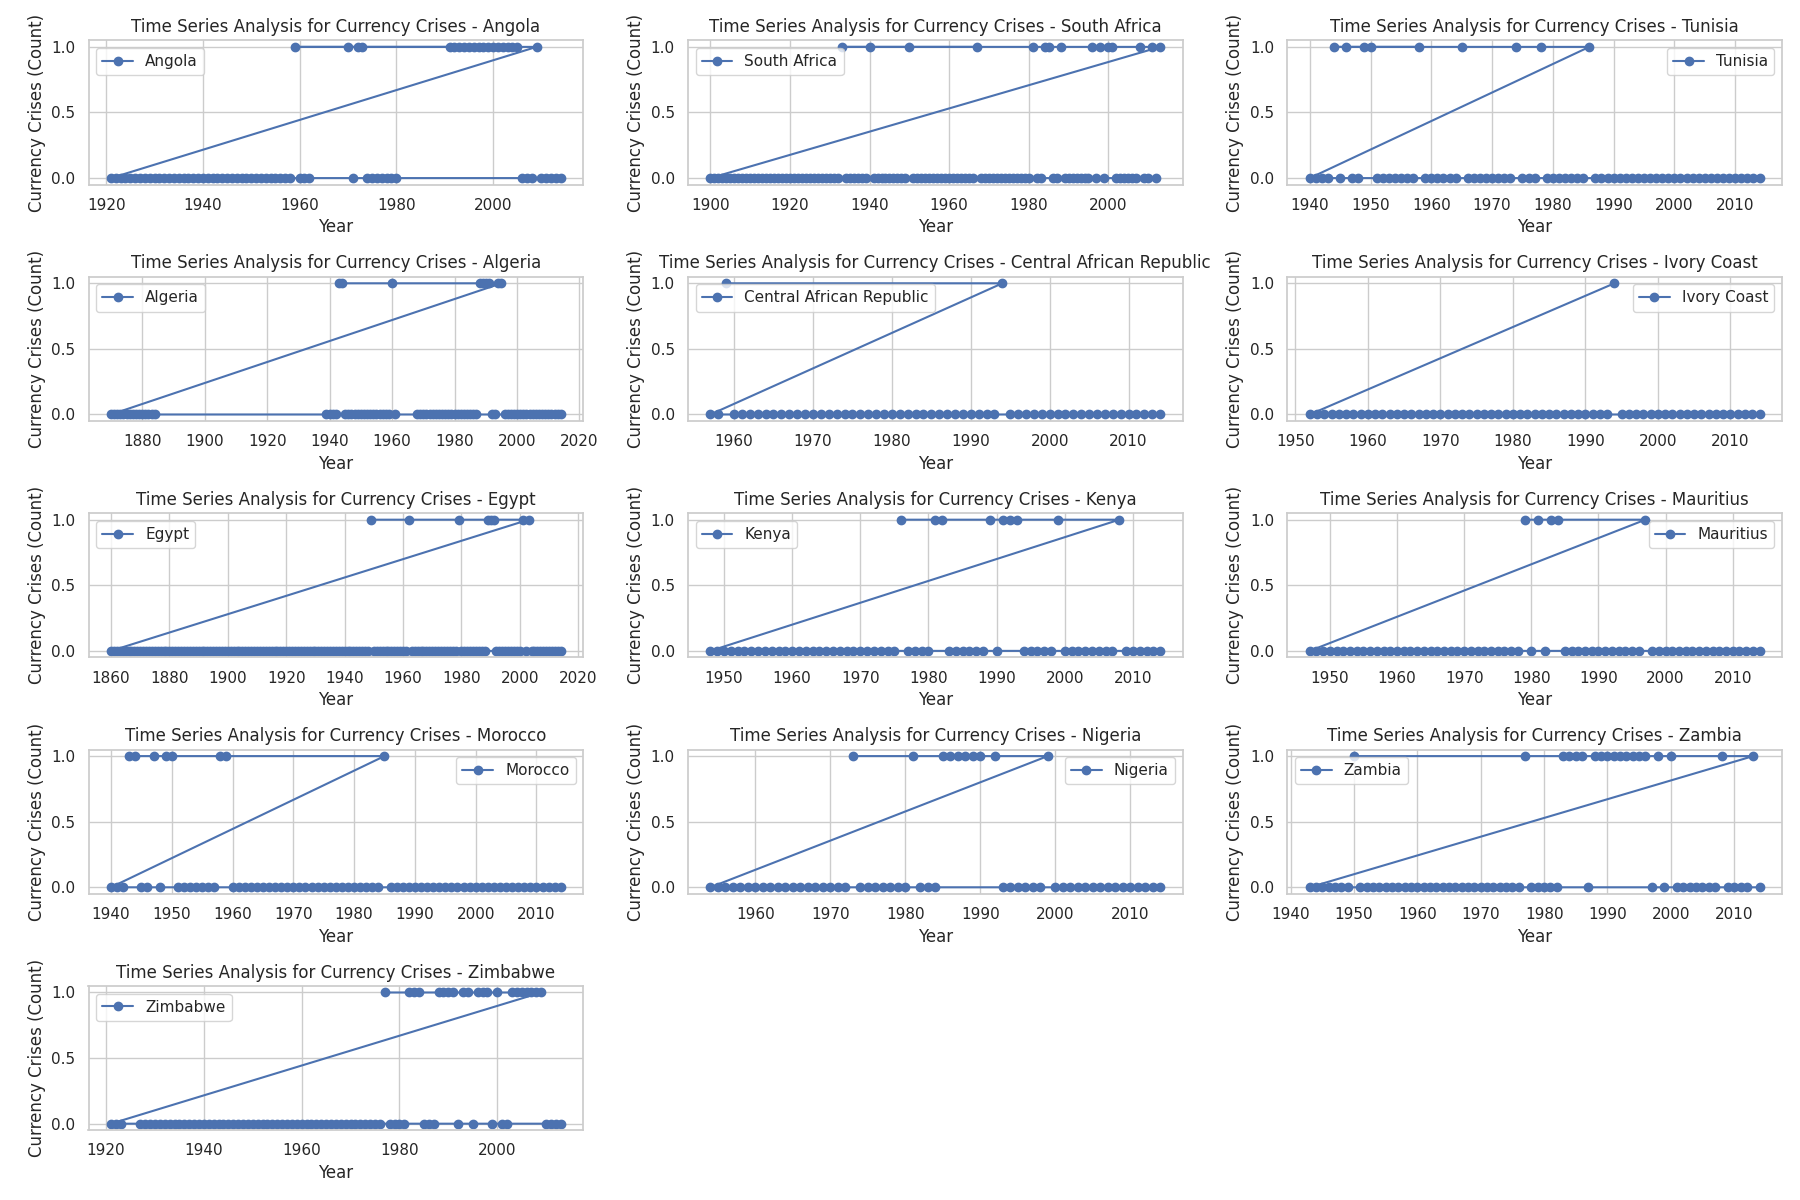 Time Series Analysis for Currency Crises - Angola
Currency Crises (Count)
1.0
0.5
0.0
Angola
1920 1940 1960 1980 2000
Year
Time Series Analysis for Currency Crises - South Africa
Currency Crises (Count)
1.0
0.5
0.0
South Africa
1900 1920 1940 1960 1980 2000
Year
Time Series Analysis for Currency Crises - Tunisia
Currency Crises (Count)
1.0
0.5
0.0
Tunisia
1940 1950 1960 1970 1980 1990 2000 2010
Year
Time Series Analysis for Currency Crises - Algeria
Currency Crises (Count)
1.0
0.5
0.0
Algeria
1880 1900 1920 1940 1960 1980 2000 2020
Year
Time Series Analysis for Currency Crises - Central African Republic
Currency Crises (Count)
1.0
0.5
0.0
Central African Republic
1960 1970 1980 1990 2000 2010
Year
Time Series Analysis for Currency Crises - Ivory Coast
Currency Crises (Count)
1.0
0.5
0.0
Ivory Coast
1950 1960 1970 1980 1990 2000 2010
Year
Time Series Analysis for Currency Crises - Egypt
Currency Crises (Count)
1.0
0.5
0.0
Egypt
1860 1880 1900 1920 1940 1960 1980 2000 2020
Year
Time Series Analysis for Currency Crises - Kenya
Currency Crises (Count)
1.0
0.5
0.0
Kenya
1950 1960 1970 1980 1990 2000 2010
Year
Time Series Analysis for Currency Crises - Mauritius
Currency Crises (Count)
1.0
0.5
0.0
Mauritius
1950 1960 1970 1980 1990 2000 2010
Year
Time Series Analysis for Currency Crises - Morocco
Currency Crises (Count)
1.0
0.5
0.0
Morocco
1940 1950 1960 1970 1980 1990 2000 2010
Year
Time Series Analysis for Currency Crises - Nigeria
Currency Crises (Count)
1.0
0.5
0.0
Nigeria
1960 1970 1980 1990 2000 2010
Year
Time Series Analysis for Currency Crises - Zambia
Currency Crises (Count)
1.0
0.5
0.0
Zambia
1940 1950 1960 1970 1980 1990 2000 2010
Year
Time Series Analysis for Currency Crises - Zimbabwe
Currency Crises (Count)
1.0
0.5
0.0
Zimbabwe
1920 1940 1960 1980 2000
Year